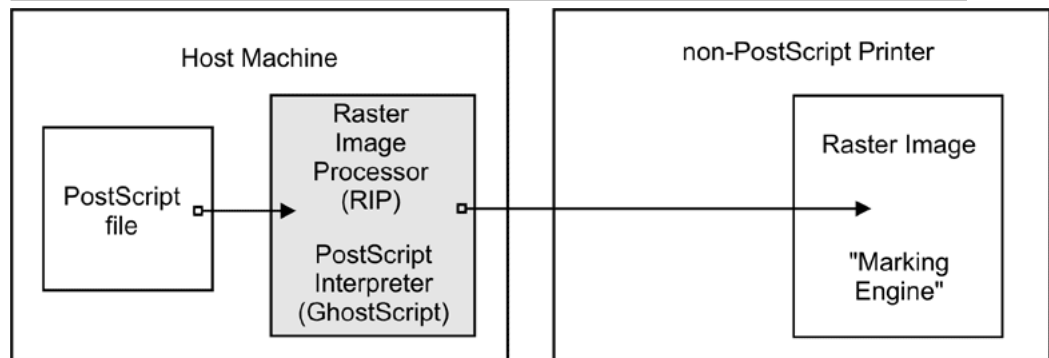 Host Machine
PostScript
file
Raster
Image
Processor
(RIP)
PostScript
Interpreter
(GhostScript)
non-PostScript Printer
Raster Image
"Marking
Engine"